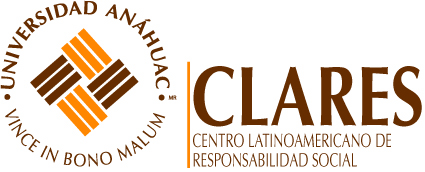 • UNIVERSIDAD ANÁHUAC •
VINCE IN BONO MALUM
MR
CLARES
CENTRO LATINOAMERICANO DE
RESPONSABILIDAD SOCIAL